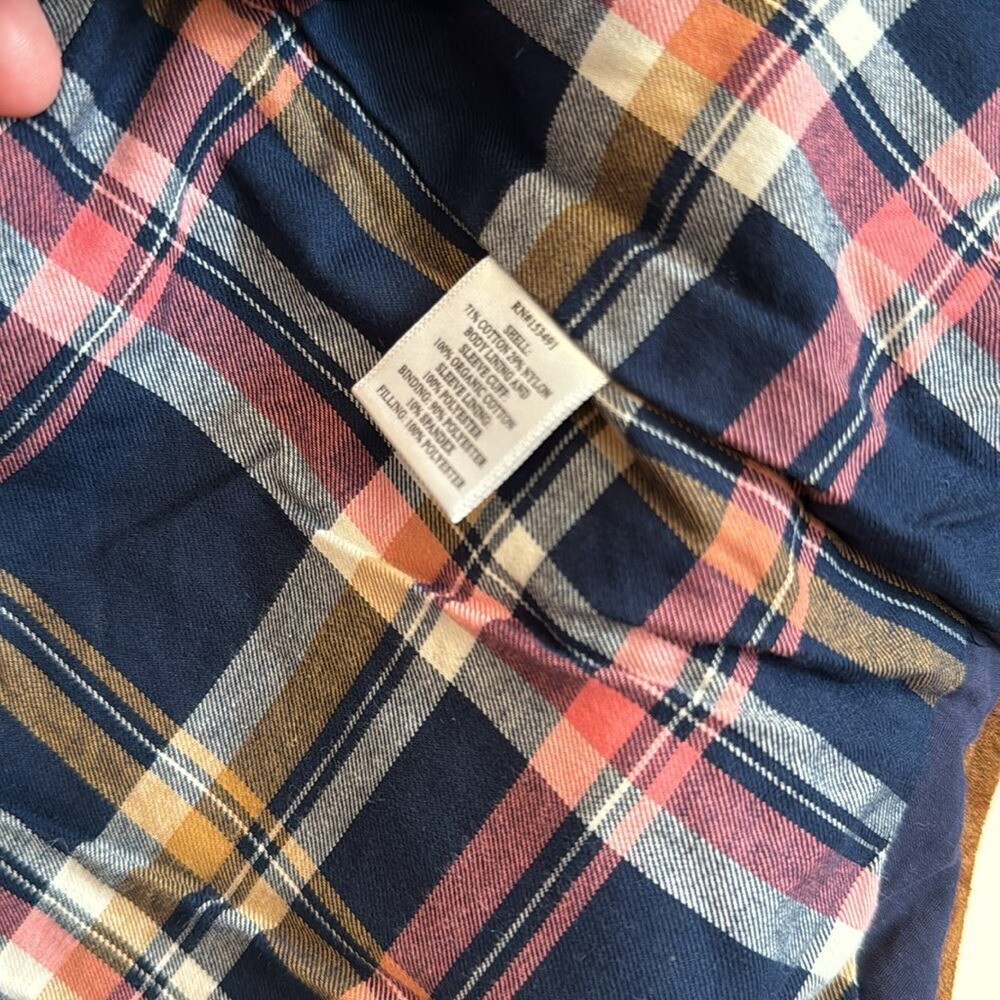 RN#153491
SHELL:
71% COTTON 29% NYLON
BODY LINING AND
SLEEVE CUFF:
100% ORGANIC COTTON
SLEEVE LINING:
100% POLYESTER
BINDING: 90% POLYESTER
10% SPANDEX
FILLING: 100% POLYESTER